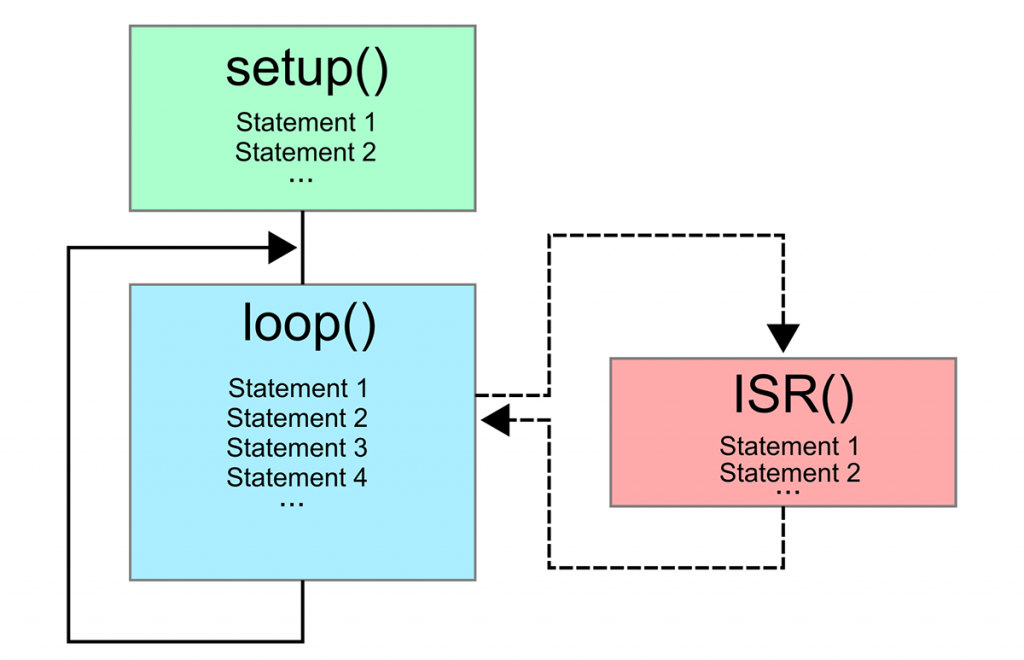 setup()
Statement 1
Statement 2
...
loop()
Statement 1
Statement 2
Statement 3
Statement 4
...
ISR()
Statement 1
Statement 2
...